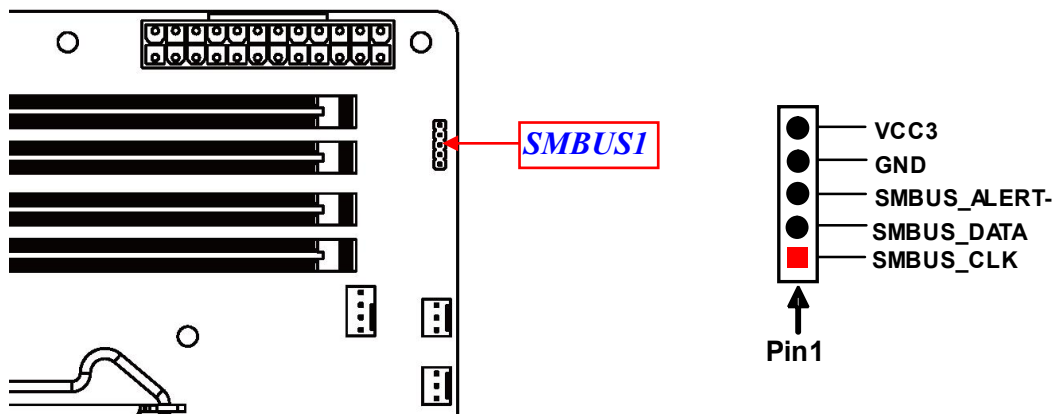 SMBUS1
VCC3
GND
SMBUS_ALERT-
SMBUS_DATA
SMBUS_CLK
Pin1